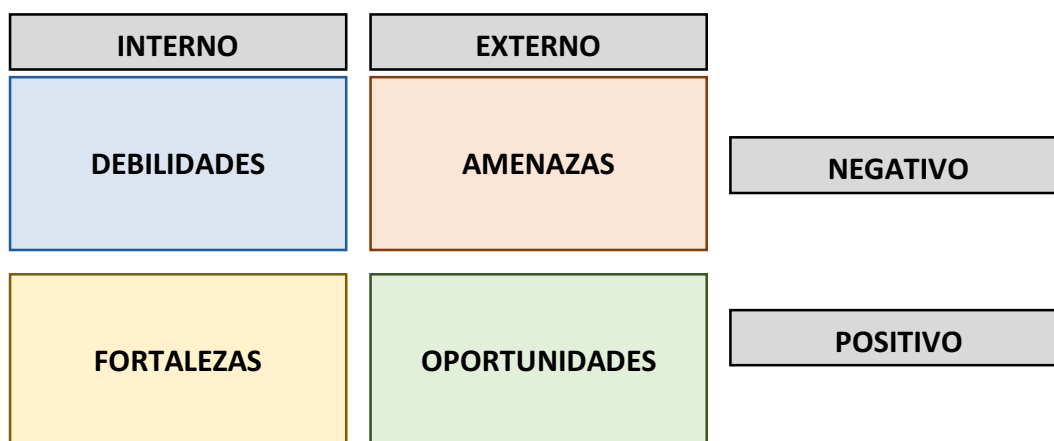 INTERNO
EXTERNO
DEBILIDADES
AMENAZAS
NEGATIVO
FORTALEZAS
OPORTUNIDADES
POSITIVO